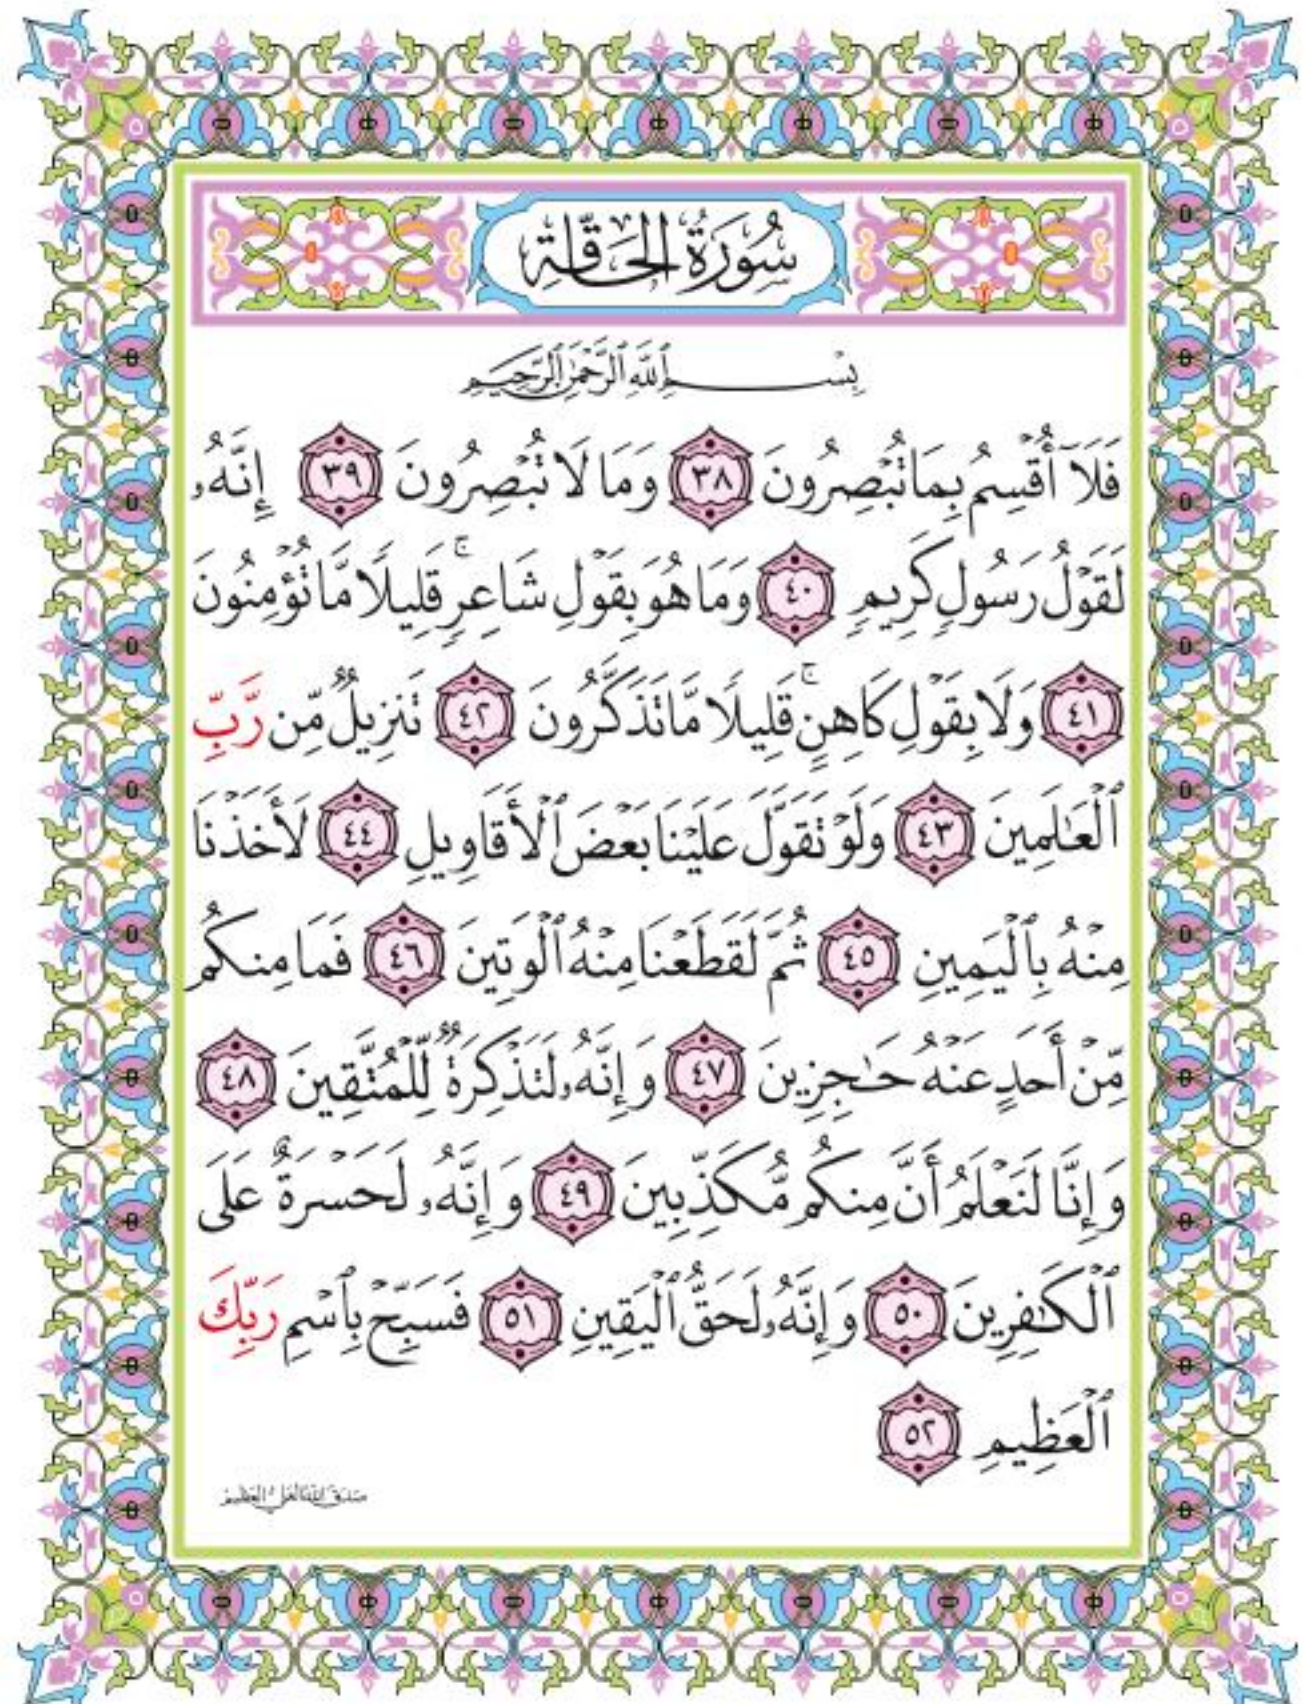 سُورَةُ الحَاقَّةِ
بِسْمِ ٱللَّهِ ٱلرَّحْمَٰنِ ٱلرَّحِيمِ
فَلَآ أُقْسِمُ بِمَا تُبْصِرُونَ ٣٨ وَمَا لَا تُبْصِرُونَ ٣٩ إِنَّهُۥ
لَقَوْلُ رَسُولٍ كَرِيمٍ ٤٠ وَمَا هُوَ بِقَوْلِ شَاعِرٍ ۚ قَلِيلًا مَّا تُؤْمِنُونَ
٤١ وَلَا بِقَوْلِ كَاهِنٍ ۚ قَلِيلًا مَّا تَذَكَّرُونَ ٤٢ تَنزِيلٌ مِّن رَّبِّ
ٱلْعَٰلَمِينَ ٤٣ وَلَوْ تَقَوَّلَ عَلَيْنَا بَعْضَ ٱلْأَقَاوِيلِ ٤٤ لَأَخَذْنَا
مِنْهُ بِٱلْيَمِينِ ٤٥ ثُمَّ لَقَطَعْنَا مِنْهُ ٱلْوَتِينَ ٤٦ فَمَا مِنكُم
مِّنْ أَحَدٍ عَنْهُ حَٰجِزِينَ ٤٧ وَإِنَّهُۥ لَتَذْكِرَةٌ لِّلْمُتَّقِينَ ٤٨
وَإِنَّا لَنَعْلَمُ أَنَّ مِنكُم مُّكَذِّبِينَ ٤٩ وَإِنَّهُۥ لَحَسْرَةٌ عَلَى
ٱلْكَٰفِرِينَ ٥٠ وَإِنَّهُۥ لَحَقُّ ٱلْيَقِينِ ٥١ فَسَبِّحْ بِٱسْمِ رَبِّكَ
ٱلْعَظِيمِ ٥٢
صدق الله العلي العظيم